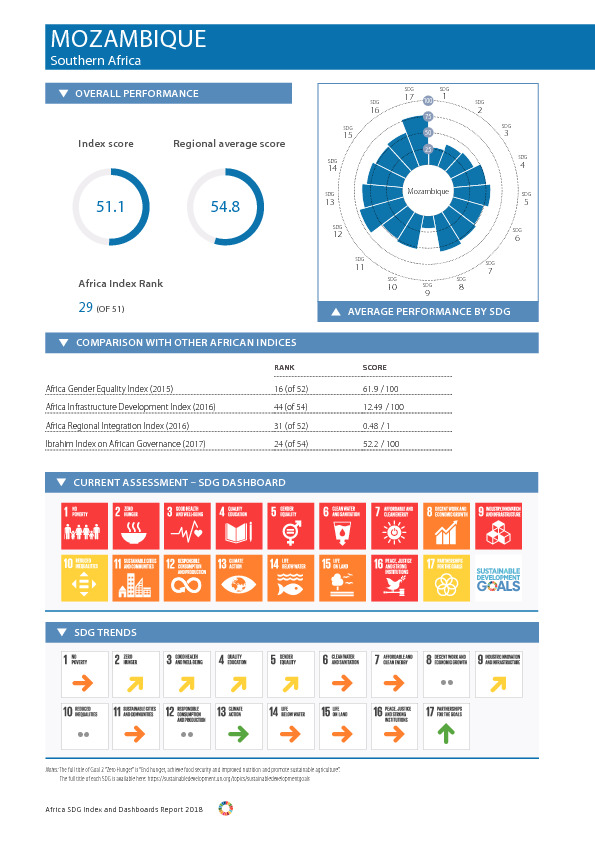 MOZAMBIQUE
Southern Africa
OVERALL PERFORMANCE
Index score
Regional average score
51.1
54.8
Africa Index Rank
29 (OF 51)
SDG 1
SDG 2
SDG 3
SDG 4
SDG 5
SDG 6
SDG 7
SDG 8
SDG 9
SDG 10
SDG 11
SDG 12
SDG 13
SDG 14
SDG 15
SDG 16
SDG 17
100
75
50
25
Mozambique
AVERAGE PERFORMANCE BY SDG
COMPARISON WITH OTHER AFRICAN INDICES
RANK SCORE
Africa Gender Equality Index (2015) 16 (of 52) 61.9 / 100
Africa Infrastructure Development Index (2016) 44 (of 54) 12.49 / 100
Africa Regional Integration Index (2016) 31 (of 52) 0.48 / 1
Ibrahim Index on African Governance (2017) 24 (of 54) 52.2 / 100
CURRENT ASSESSMENT – SDG DASHBOARD
1 NO POVERTY
2 ZERO HUNGER
3 GOOD HEALTH AND WELL-BEING
4 QUALITY EDUCATION
5 GENDER EQUALITY
6 CLEAN WATER AND SANITATION
7 AFFORDABLE AND CLEAN ENERGY
8 DECENT WORK AND ECONOMIC GROWTH
9 INDUSTRY, INNOVATION AND INFRASTRUCTURE
10 REDUCED INEQUALITIES
11 SUSTAINABLE CITIES AND COMMUNITIES
12 RESPONSIBLE CONSUMPTION AND PRODUCTION
13 CLIMATE ACTION
14 LIFE BELOW WATER
15 LIFE ON LAND
16 PEACE, JUSTICE AND STRONG INSTITUTIONS
17 PARTNERSHIPS FOR THE GOALS
SUSTAINABLE
DEVELOPMENT
GOALS
SDG TRENDS
1 NO POVERTY
2 ZERO HUNGER
3 GOOD HEALTH AND WELL-BEING
4 QUALITY EDUCATION
5 GENDER EQUALITY
6 CLEAN WATER AND SANITATION
7 AFFORDABLE AND CLEAN ENERGY
8 DECENT WORK AND ECONOMIC GROWTH
9 INDUSTRY, INNOVATION AND INFRASTRUCTURE
10 REDUCED INEQUALITIES
11 SUSTAINABLE CITIES AND COMMUNITIES
12 RESPONSIBLE CONSUMPTION AND PRODUCTION
13 CLIMATE ACTION
14 LIFE BELOW WATER
15 LIFE ON LAND
16 PEACE, JUSTICE AND STRONG INSTITUTIONS
17 PARTNERSHIPS FOR THE GOALS
Notes: The full title of Goal 2 "Zero Hunger" is "End hunger, achieve food security and improved nutrition and promote sustainable agriculture".
The full title of each SDG is available here: https://sustainabledevelopment.un.org/topics/sustainabledevelopmentgoals
Africa SDG Index and Dashboards Report 2018